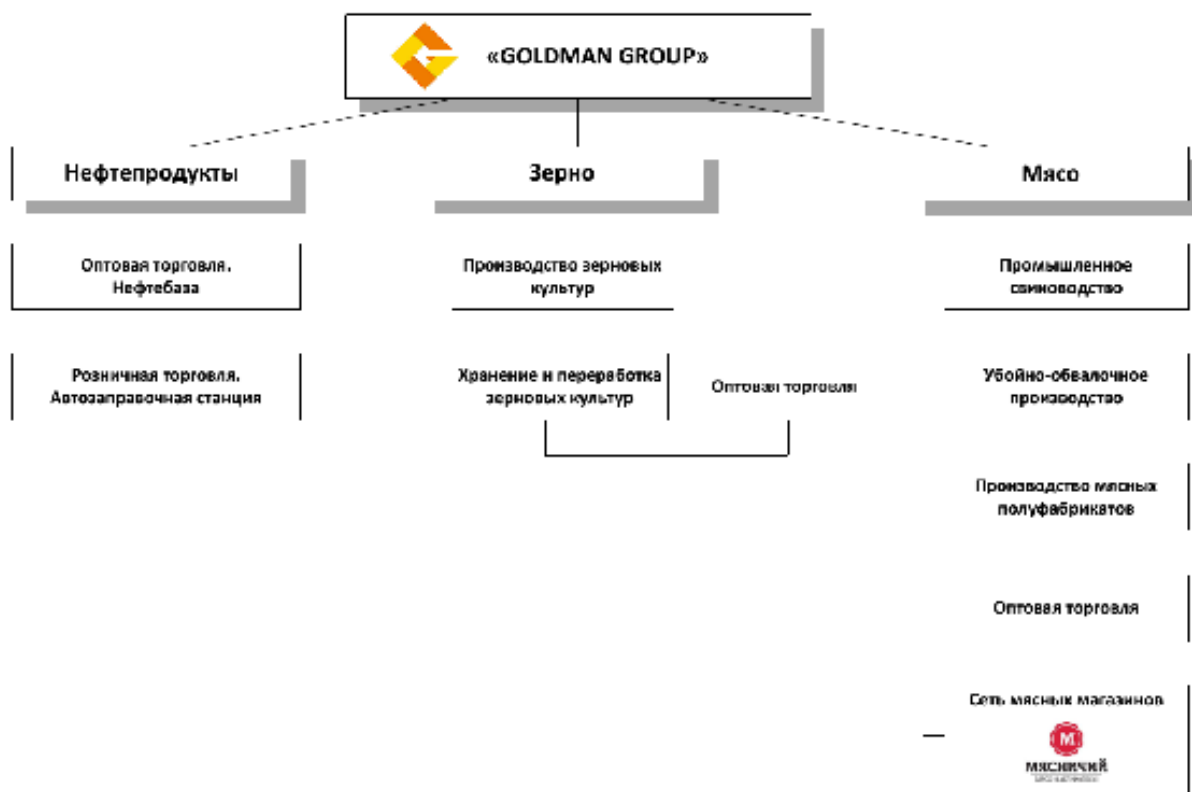 «GOLDMAN GROUP»
Нефтепродукты
Зерно
Мясо
Оптовая торговля.
Нефтебаза
Производство зерновых
культур
Промышленное
свиноводство
Розничная торговля.
Автозаправочная станция
Хранение и переработка
зерновых культур
Оптовая торговля
Убойно-обвалочное
производство
Производство мясных
полуфабрикатов
Оптовая торговля
Сеть мясных магазинов
М
МЯСНИЧИЙ